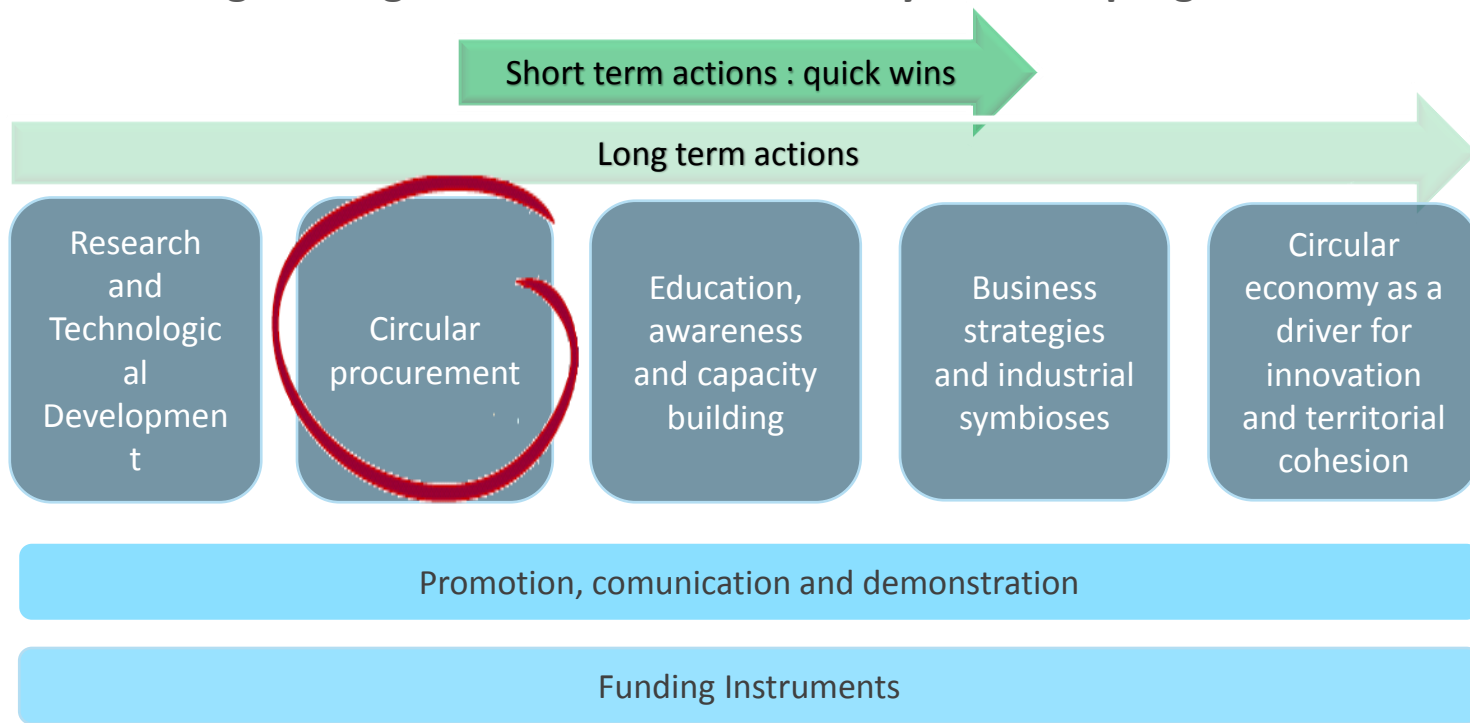 Short term actions : quick wins
Long term actions
Research
and
Technologic
al
Developmen
t
Circular
procurement
Education,
awareness
and capacity
building
Business
strategies
and industrial
symbioses
Circular
economy as a
driver for
innovation
and territorial
cohesion
Promotion, comunication and demonstration
Funding Instruments